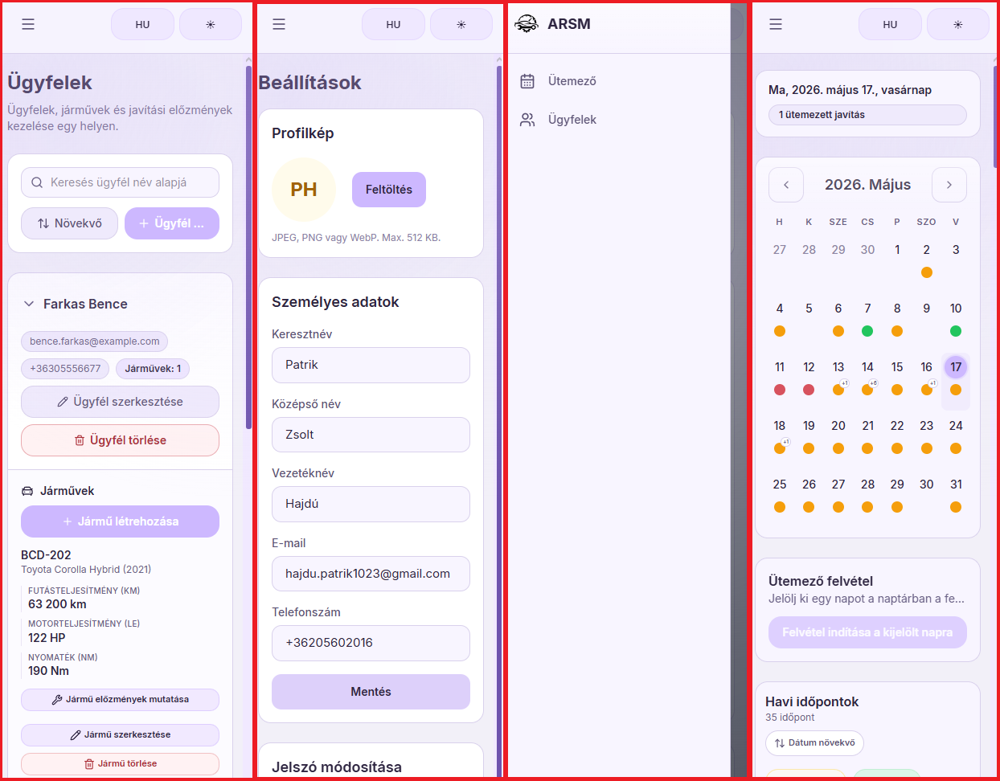 HU
Ügyfelek
Ügyfelek, járművek és javítási előzmények
kezelése egy helyen.
Keresés ügyfél név alapjá
Növekvő
+ Ügyfél ...
Farkas Bence
bence.farkas@example.com
+36305556677
Járművek: 1
Ügyfél szerkesztése
Ügyfél törlése
Járművek
+ Jármű létrehozása
BCD-202
Toyota Corolla Hybrid (2021)
FUTÁSTELJESÍTMÉNY (KM)
63 200 km
MOTORTELJESÍTMÉNY (LE)
122 HP
NYOMATÉK (NM)
190 Nm
Jármű előzmények mutatása
Jármű szerkesztése
Jármű törlése
HU
Beállítások
Profilkép
PH
Feltöltés
JPEG, PNG vagy WebP. Max. 512 KB.
Személyes adatok
Keresztnév
Patrik
Középső név
Zsolt
Vezetéknév
Hajdú
E-mail
hajdu.patrik1023@gmail.com
Telefonszám
+36205602016
Mentés
Jelszó módosítása
ARSM
Ütemező
Ügyfelek
HU
Ma, 2026. május 17., vasárnap
1 ütemezett javítás
2026. Május
H K SZE CS P SZO V
27 28 29 30 1 2 3
4 5 6 7 8 9 10
11 12 13 14 15 16 17
+1 +6 +1
18 19 20 21 22 23 24
+1
25 26 27 28 29 30 31
Ütemező felvétel
Jelölj ki egy napot a naptárban a fe...
Felvétel indítása a kijelölt napra
Havi időpontok
35 időpont
Dátum növekvő